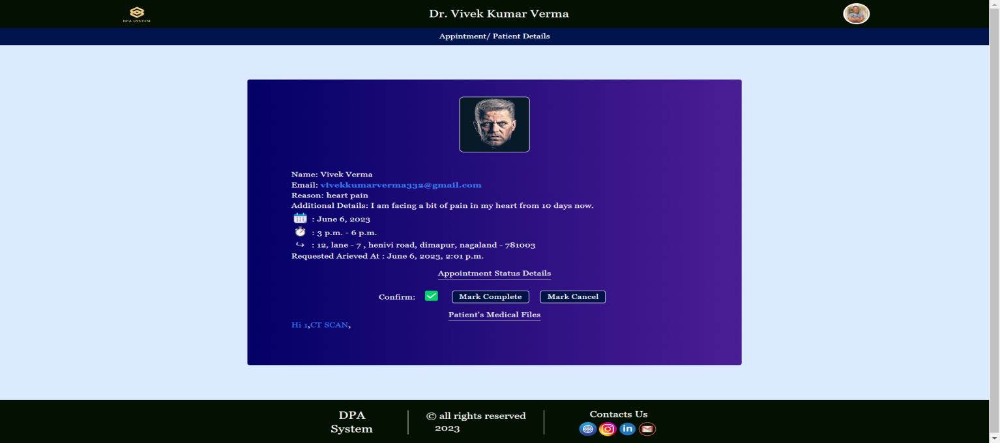 DPA SYSTEM
Dr. Vivek Kumar Verma
Appintment/ Patient Details
Name: Vivek Verma
Email: vivekkumarverma332@gmail.com
Reason: heart pain
Additional Details: I am facing a bit of pain in my heart from 10 days now.
: June 6, 2023
: 3 p.m. - 6 p.m.
: 12, lane - 7 , henivi road, dimapur, nagaland - 781003
Requested Arieved At : June 6, 2023, 2:01 p.m.
Appointment Status Details
Confirm: Mark Complete Mark Cancel
Patient's Medical Files
Hi 1,CT SCAN,
DPA
System
© all rights reserved
2023
Contacts Us
in